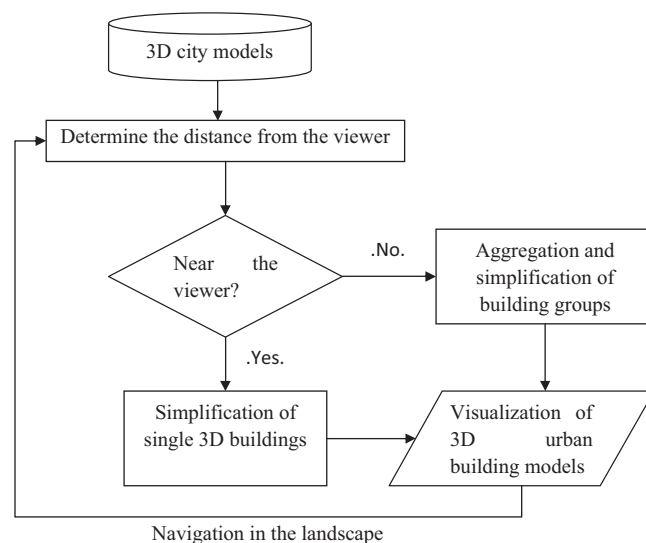 3D city models
Determine the distance from the viewer
Near the
viewer?
.No.
Aggregation and
simplification of
building groups
.Yes.
Simplification of
single 3D buildings
Visualization of
3D urban
building models
Navigation in the landscape